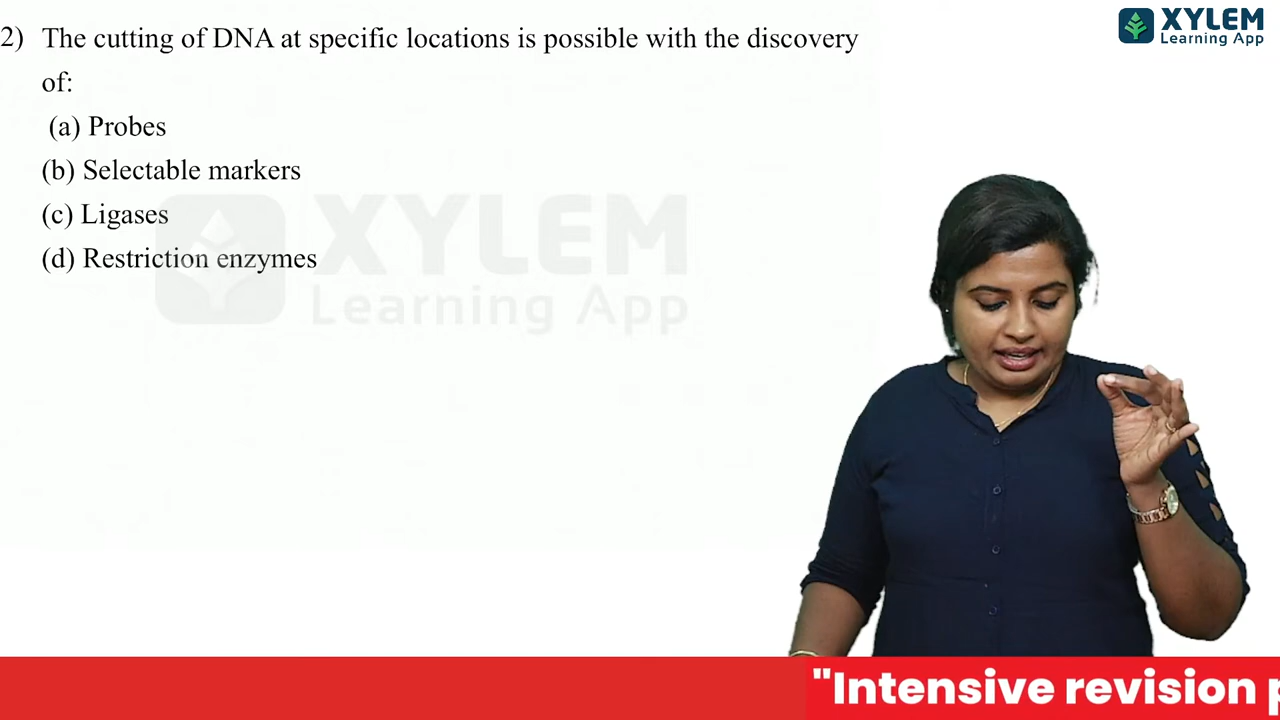 XYLEM
Learning App
2) The cutting of DNA at specific locations is possible with the discovery
of:
(a) Probes
(b) Selectable markers
(c) Ligases
(d) Restriction enzymes
XYLEM
Learning App
"Intensive revision p